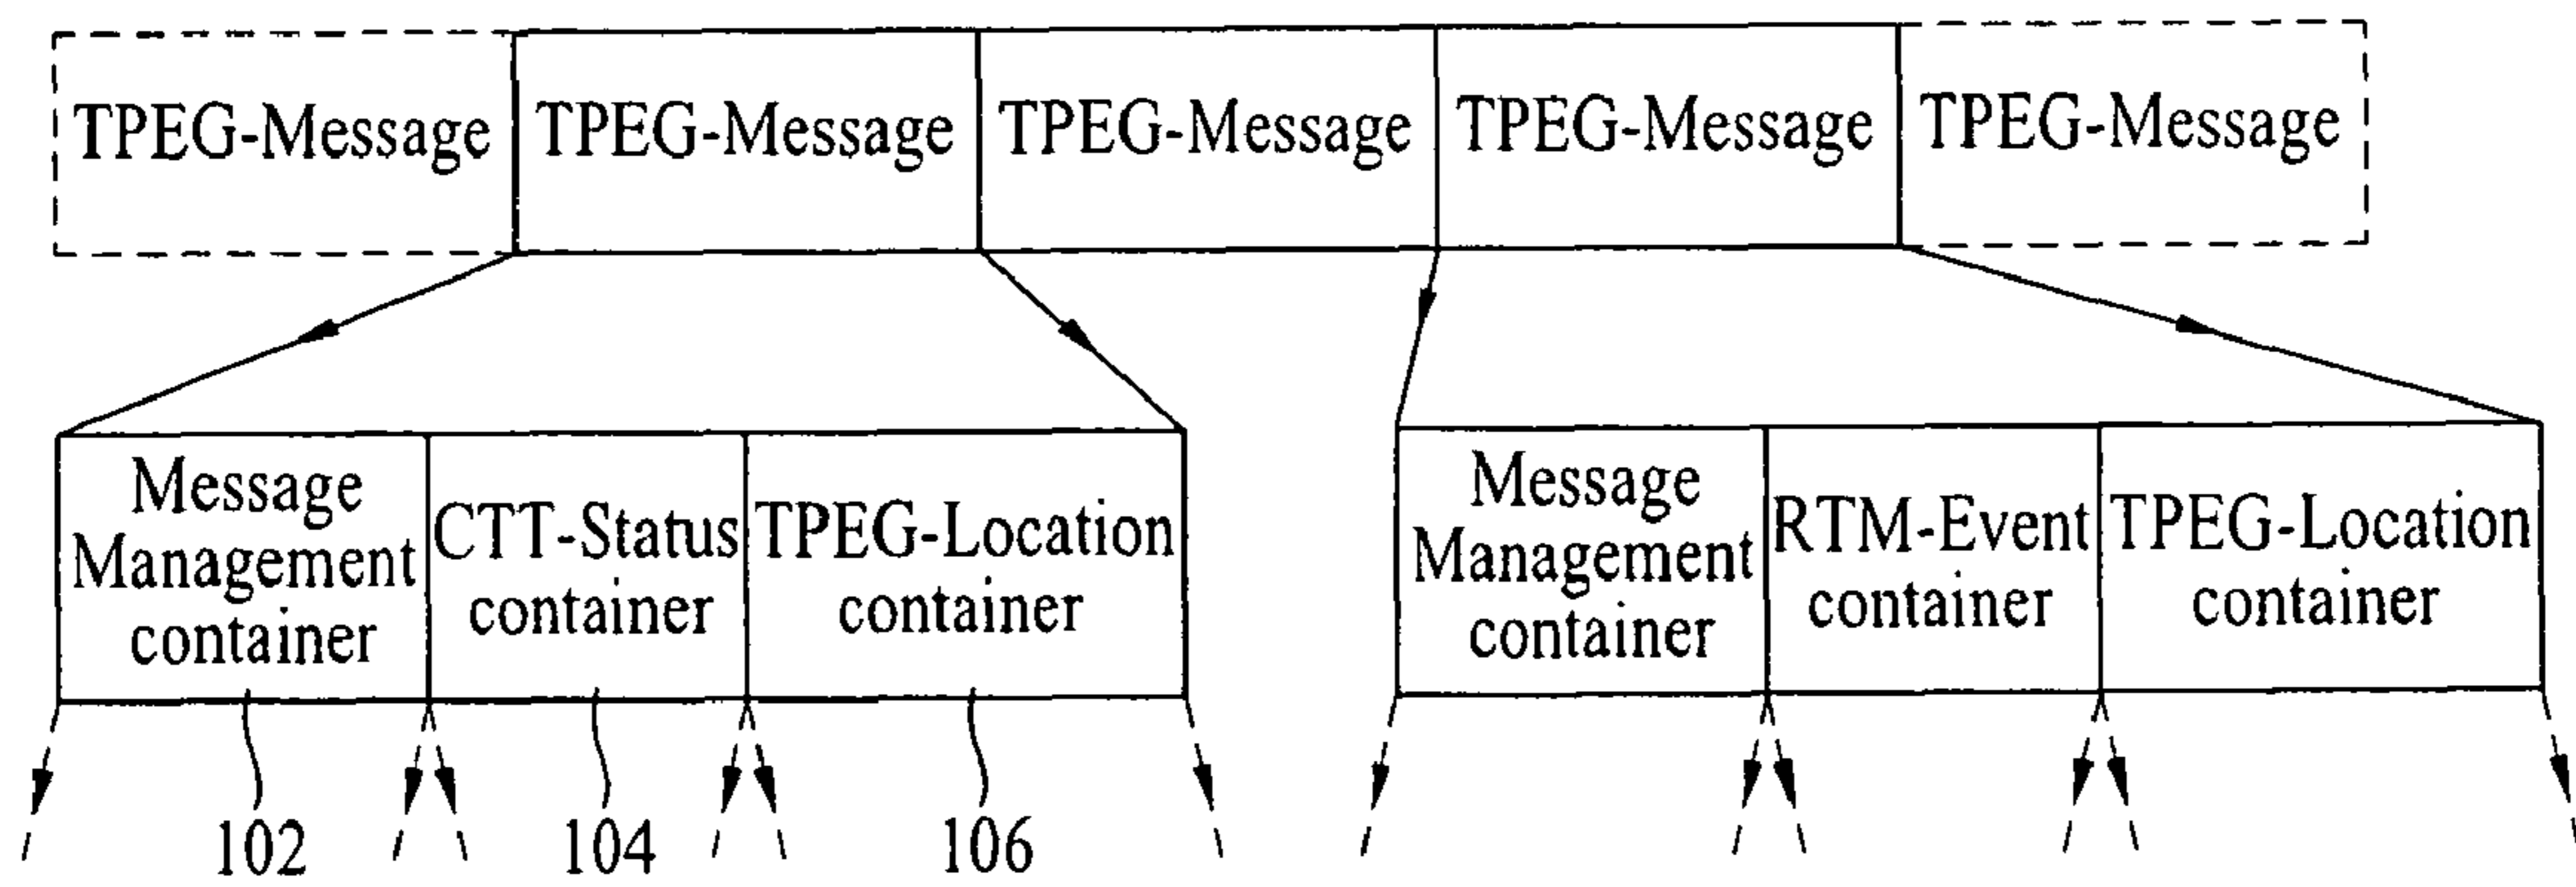 TPEG-Message TPEG-Message TPEG-Message TPEG-Message TPEG-Message
Message
Management
container
CTT-Status
container
TPEG-Location
container
Message
Management
container
RTM-Event
container
TPEG-Location
container
102 104 106